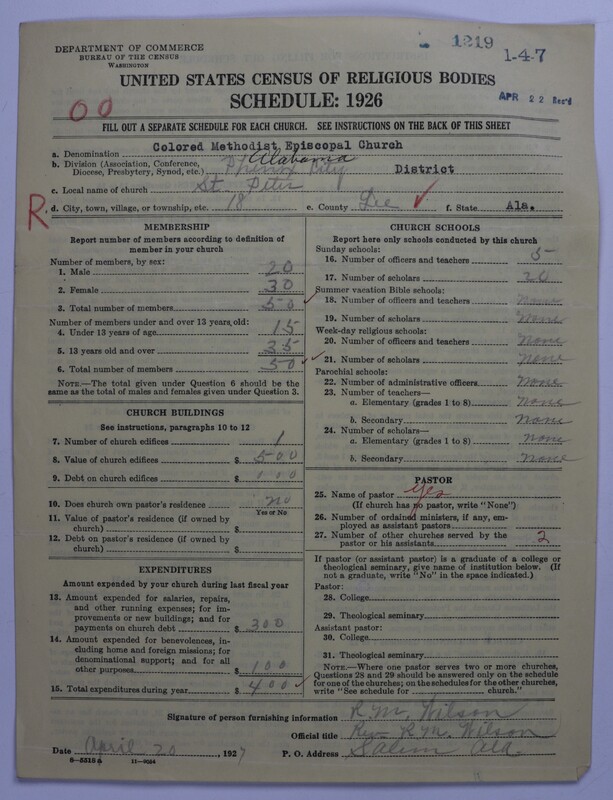 DEPARTMENT OF COMMERCE
BUREAU OF THE CENSUS
WASHINGTON
1219
1-4-7
APR 22 Rec'd
UNITED STATES CENSUS OF RELIGIOUS BODIES
SCHEDULE: 1926
00
FILL OUT A SEPARATE SCHEDULE FOR EACH CHURCH. SEE INSTRUCTIONS ON THE BACK OF THIS SHEET
a. Denomination Colored Methodist Episcopal Church
b. Division (Association, Conference, Diocese, Presbytery, Synod, etc.) Alabama Phenix City District
c. Local name of church St. Peter
R
d. City, town, village, or township, etc. 18 e. County Lee f. State Ala.
MEMBERSHIP
Report number of members according to definition of
member in your church
Number of members, by sex:
1. Male 20
2. Female 30
3. Total number of members 50
Number of members under and over 13 years, old:
4. Under 13 years of age 15
5. 13 years old and over 35
6. Total number of members 50
NOTE.—The total given under Question 6 should be
same as the total of males and females given under Question 3.
CHURCH BUILDINGS
See instructions, paragraphs 10 to 12
7. Number of church edifices 1
8. Value of church edifices $ 500
9. Debt on church edifices $ 100
10. Does church own pastor's residence no
Yes or No
11. Value of pastor's residence (if owned by
church) $
12. Debt on pastor's residence (if owned by
church) $
EXPENDITURES
Amount expended by your church during last fiscal year
13. Amount expended for salaries, repairs,
and other running expenses; for im-
provements or new buildings; and for
payments on church debt $ 300
14. Amount expended for benevolences, in-
cluding home and foreign missions; for
denominational support; and for all
other purposes $ 100
15. Total expenditures during year $ 400
CHURCH SCHOOLS
Report here only schools conducted by this church
Sunday schools:
16. Number of officers and teachers 5
17. Number of scholars 20
Summer vacation Bible schools:
18. Number of officers and teachers none
19. Number of scholars none
Week-day religious schools:
20. Number of officers and teachers none
21. Number of scholars none
Parochial schools:
22. Number of administrative officers none
23. Number of teachers—
a. Elementary (grades 1 to 8) none
b. Secondary none
24. Number of scholars—
a. Elementary (grades 1 to 8) none
b. Secondary none
PASTOR
25. Name of pastor yes
(If church has no pastor, write "None")
26. Number of ordained ministers, if any, em-
ployed as assistant pastors
27. Number of other churches served by the
pastor or his assistants 2
If pastor (or assistant pastor) is a graduate of a college or
theological seminary, give name of institution below. (If
not a graduate, write "No" in the space indicated.)
Pastor:
28. College
29. Theological seminary
Assistant pastor:
30. College
31. Theological seminary
NOTE.—Where one pastor serves two or more churches,
Questions 28 and 29 should be answered only on the schedule
for one of the churches; on the schedules for the other churches,
write "See schedule for church."
Signature of person furnishing information R. M. Wilson
Official title Rev. R. M. Wilson
Date April 20, 1927 P. O. Address Salem Ala.
8—5518 a 11—9024